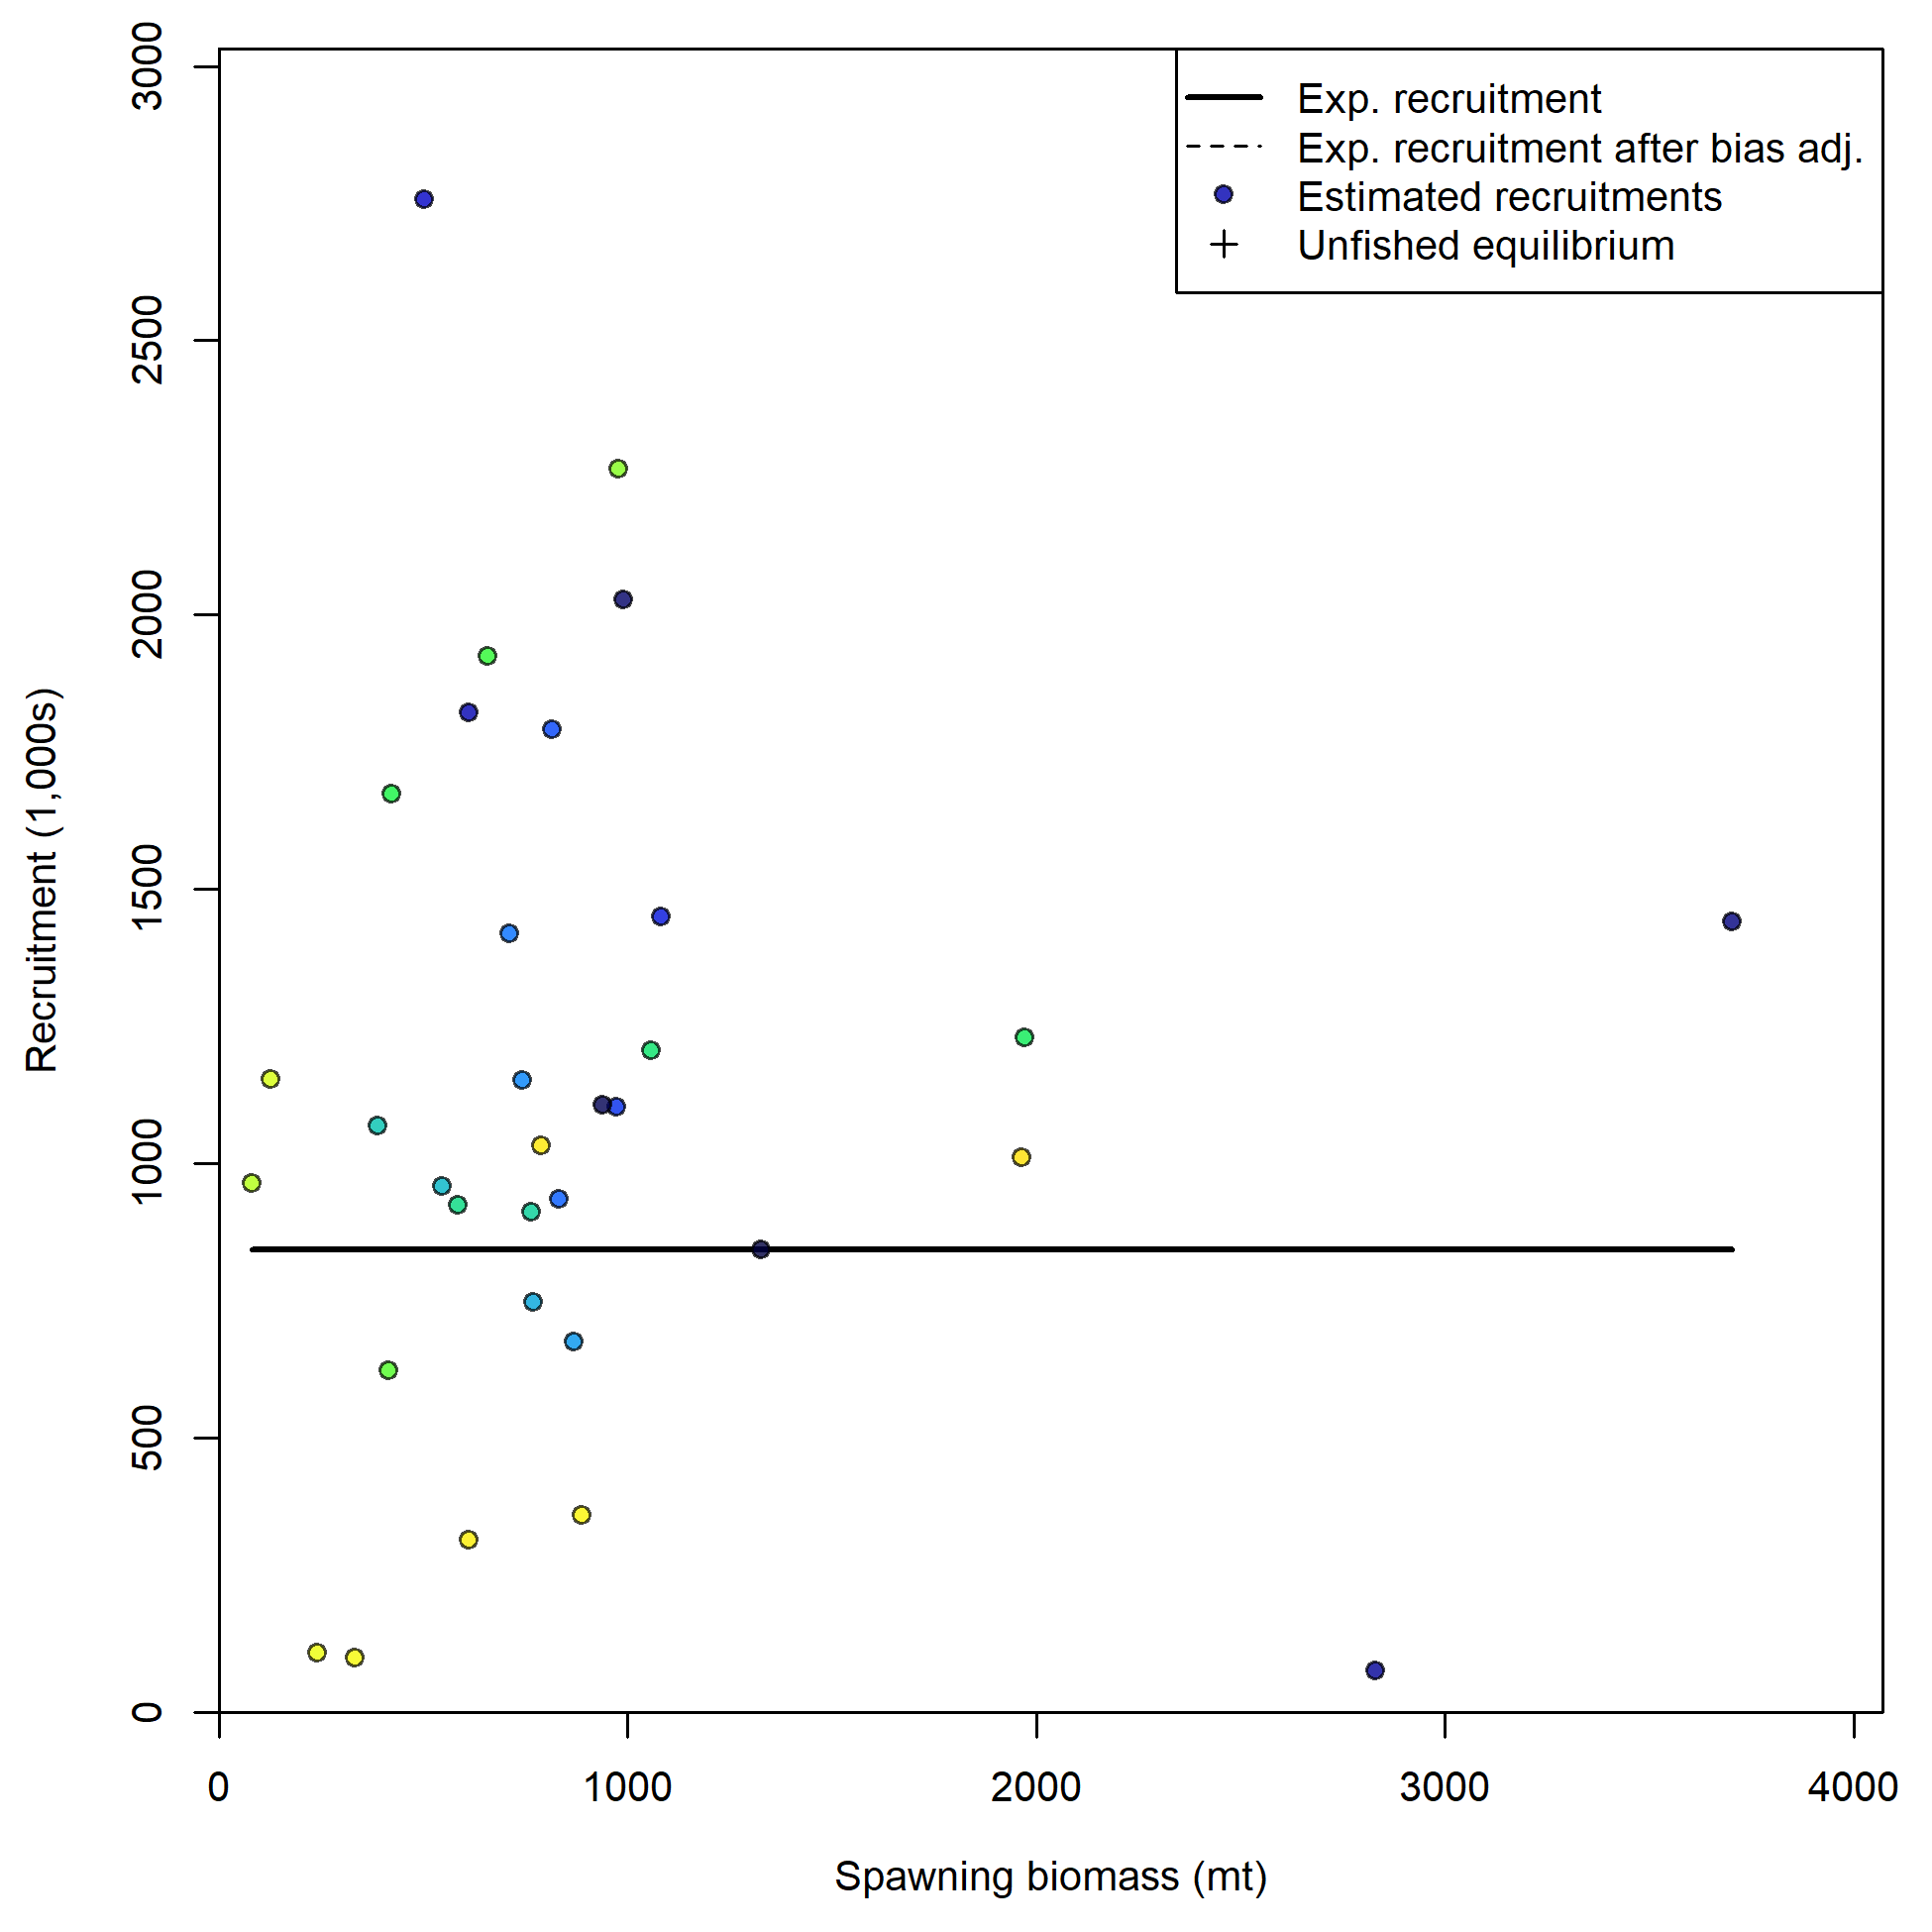 Exp. recruitment
Exp. recruitment after bias adj.
Estimated recruitments
Unfished equilibrium
3000
2500
2000
1500
1000
500
0
Recruitment (1,000s)
0 1000 2000 3000 4000
Spawning biomass (mt)